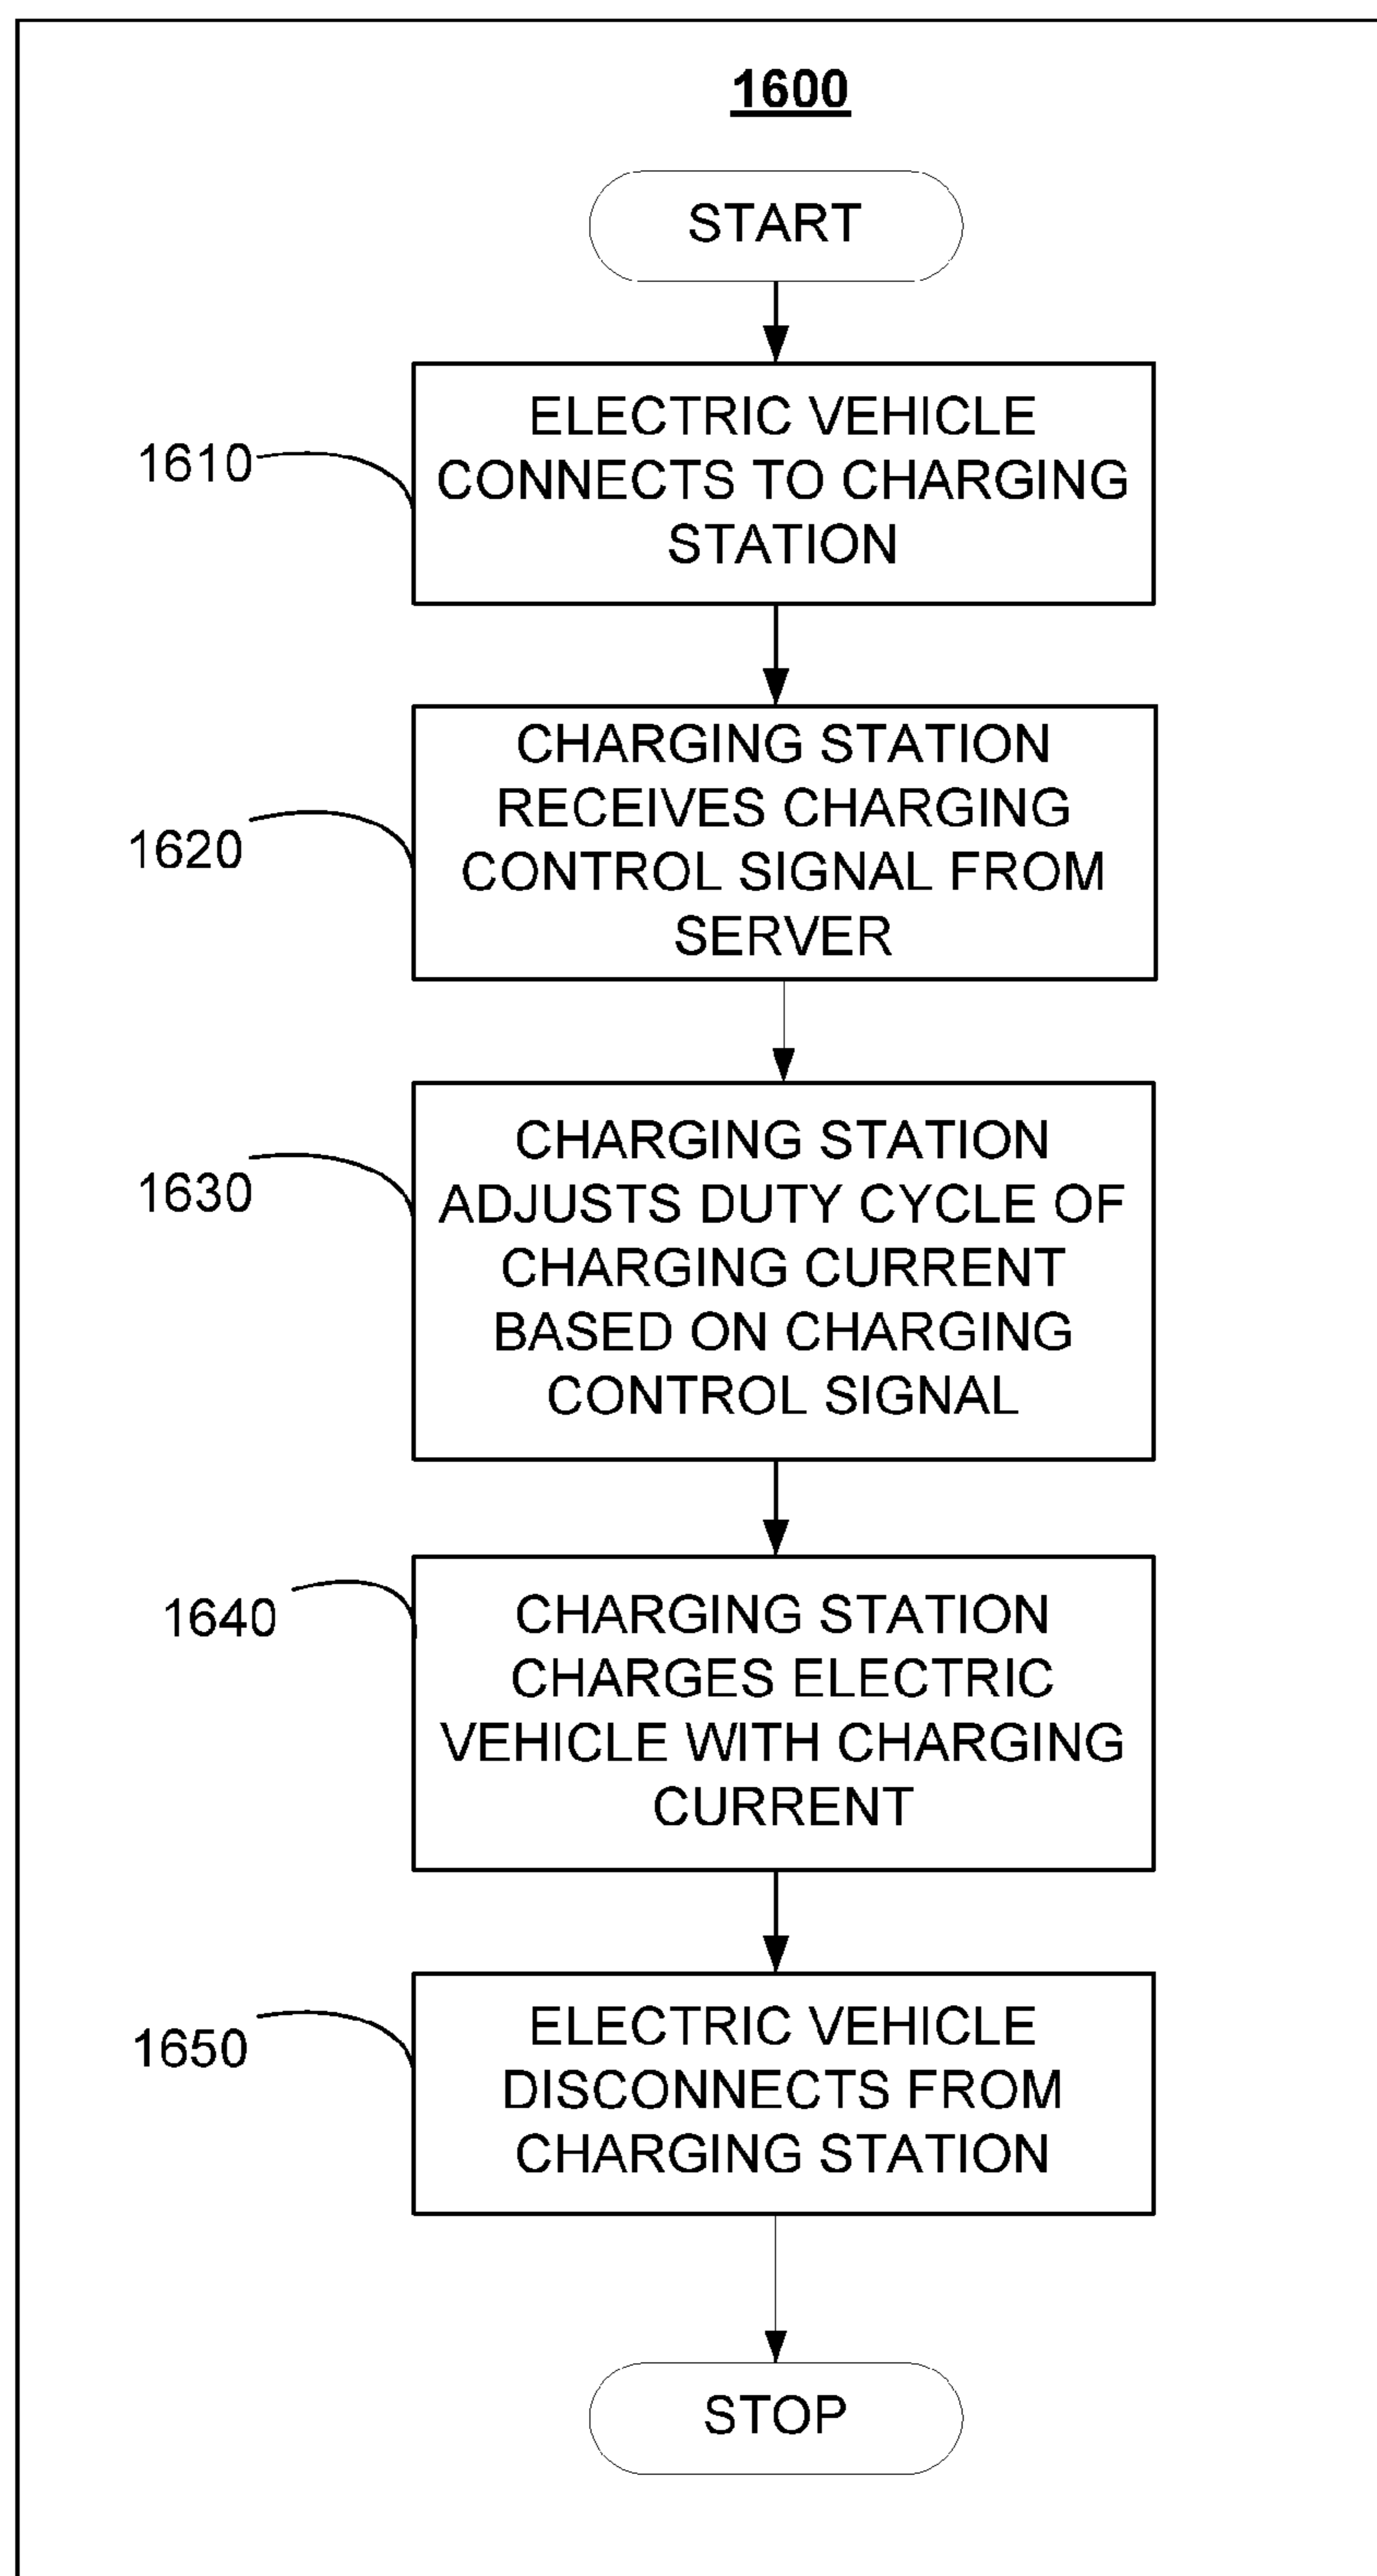 1600
START
1610
ELECTRIC VEHICLE
CONNECTS TO CHARGING
STATION
1620
CHARGING STATION
RECEIVES CHARGING
CONTROL SIGNAL FROM
SERVER
1630
CHARGING STATION
ADJUSTS DUTY CYCLE OF
CHARGING CURRENT
BASED ON CHARGING
CONTROL SIGNAL
1640
CHARGING STATION
CHARGES ELECTRIC
VEHICLE WITH CHARGING
CURRENT
1650
ELECTRIC VEHICLE
DISCONNECTS FROM
CHARGING STATION
STOP